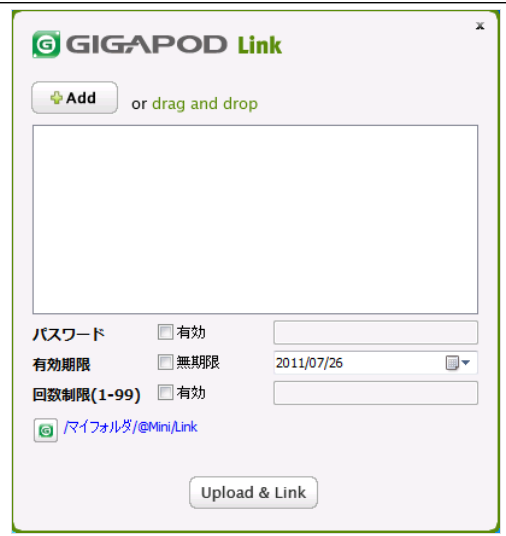 GIGAPOD Link
x
Add or drag and drop
パスワード 有効
有効期限 無期限 2011/07/26
回数制限(1-99) 有効
/マイフォルダ/@Mini/Link
Upload & Link